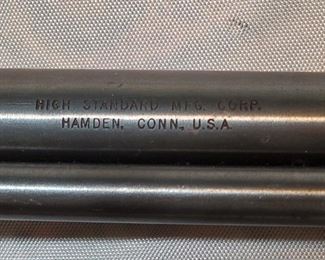 HIGH STANDARD MFG. CORP.
HAMDEN, CONN., U.S.A.